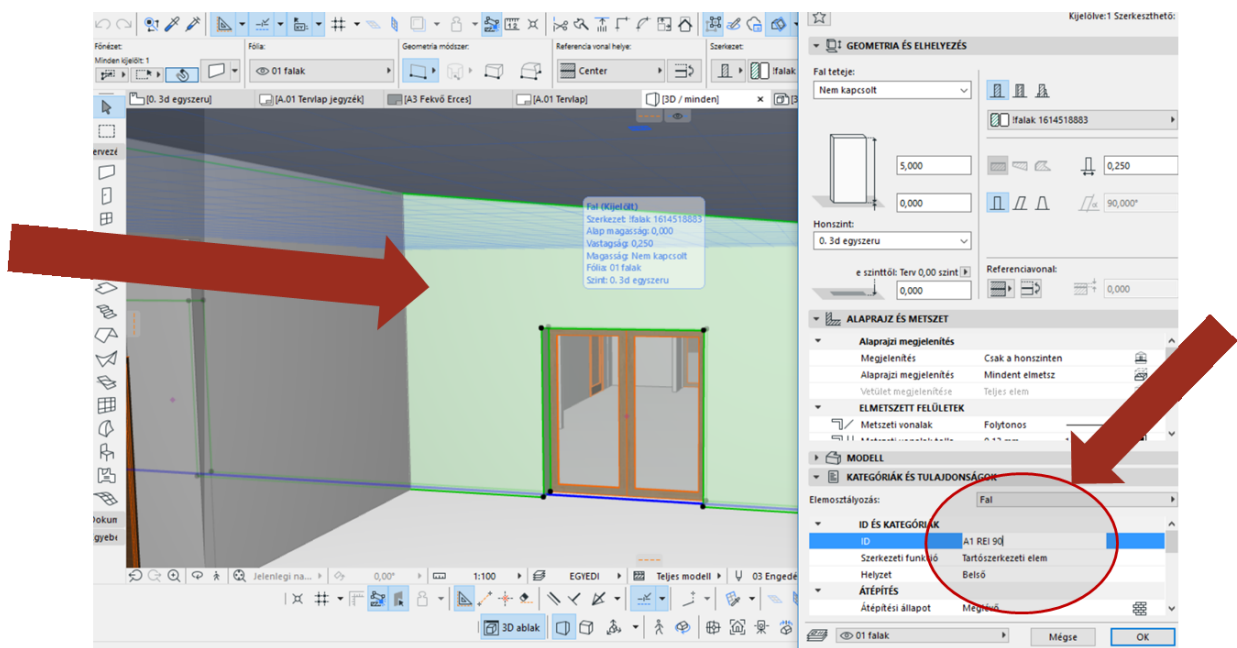 Kijelölve:1 Szerkeszthető:
Főnézet:
Fólia:
Geometria módszer:
Referencia vonal helye:
Szerkezet:
Minden kijelölt: 1
01 falak
Center
!falak
[0. 3d egyszeru]
[A.01 Tervlap jegyzék]
[A3 Fekvő Erces]
[A.01 Tervlap]
[3D / minden]
ervezé
Fal (Kijelölt)
Szerkezet: !falak 1614518883
Alap magasság: 0,000
Vastagság: 0,250
Magasság: Nem kapcsolt
Fólia: 01 falak
Szint: 0. 3d egyszeru
Dokun
gyebe
Jelenlegi na...
0,00°
1:100
EGYEDI
Teljes modell
03 Engedé
3D ablak
GEOMETRIA ÉS ELHELYEZÉS
Fal teteje:
Nem kapcsolt
!falak 1614518883
5,000
0,250
0,000
90,000°
Honszint:
0. 3d egyszeru
e szinttől: Terv 0,00 szint
Referenciavonal:
0,000
0,000
ALAPRAJZ ÉS METSZET
Alaprajzi megjelenítés
Megjelenítés Csak a honszinten
Alaprajzi megjelenítés Mindent elmetsz
Vetület megjelenítése Teljes elem
ELMETSZETT FELÜLETEK
Metszeti vonalak Folytonos
MODELL
KATEGÓRIÁK ÉS TULAJDONSÁGOK
Elemosztályozás: Fal
ID ÉS KATEGÓRIÁK
ID A1 REI 90
Szerkezeti funkció Tartószerkezeti elem
Helyzet Belső
ÁTÉPÍTÉS
Átépítési állapot Meglévő
01 falak
Mégse
OK